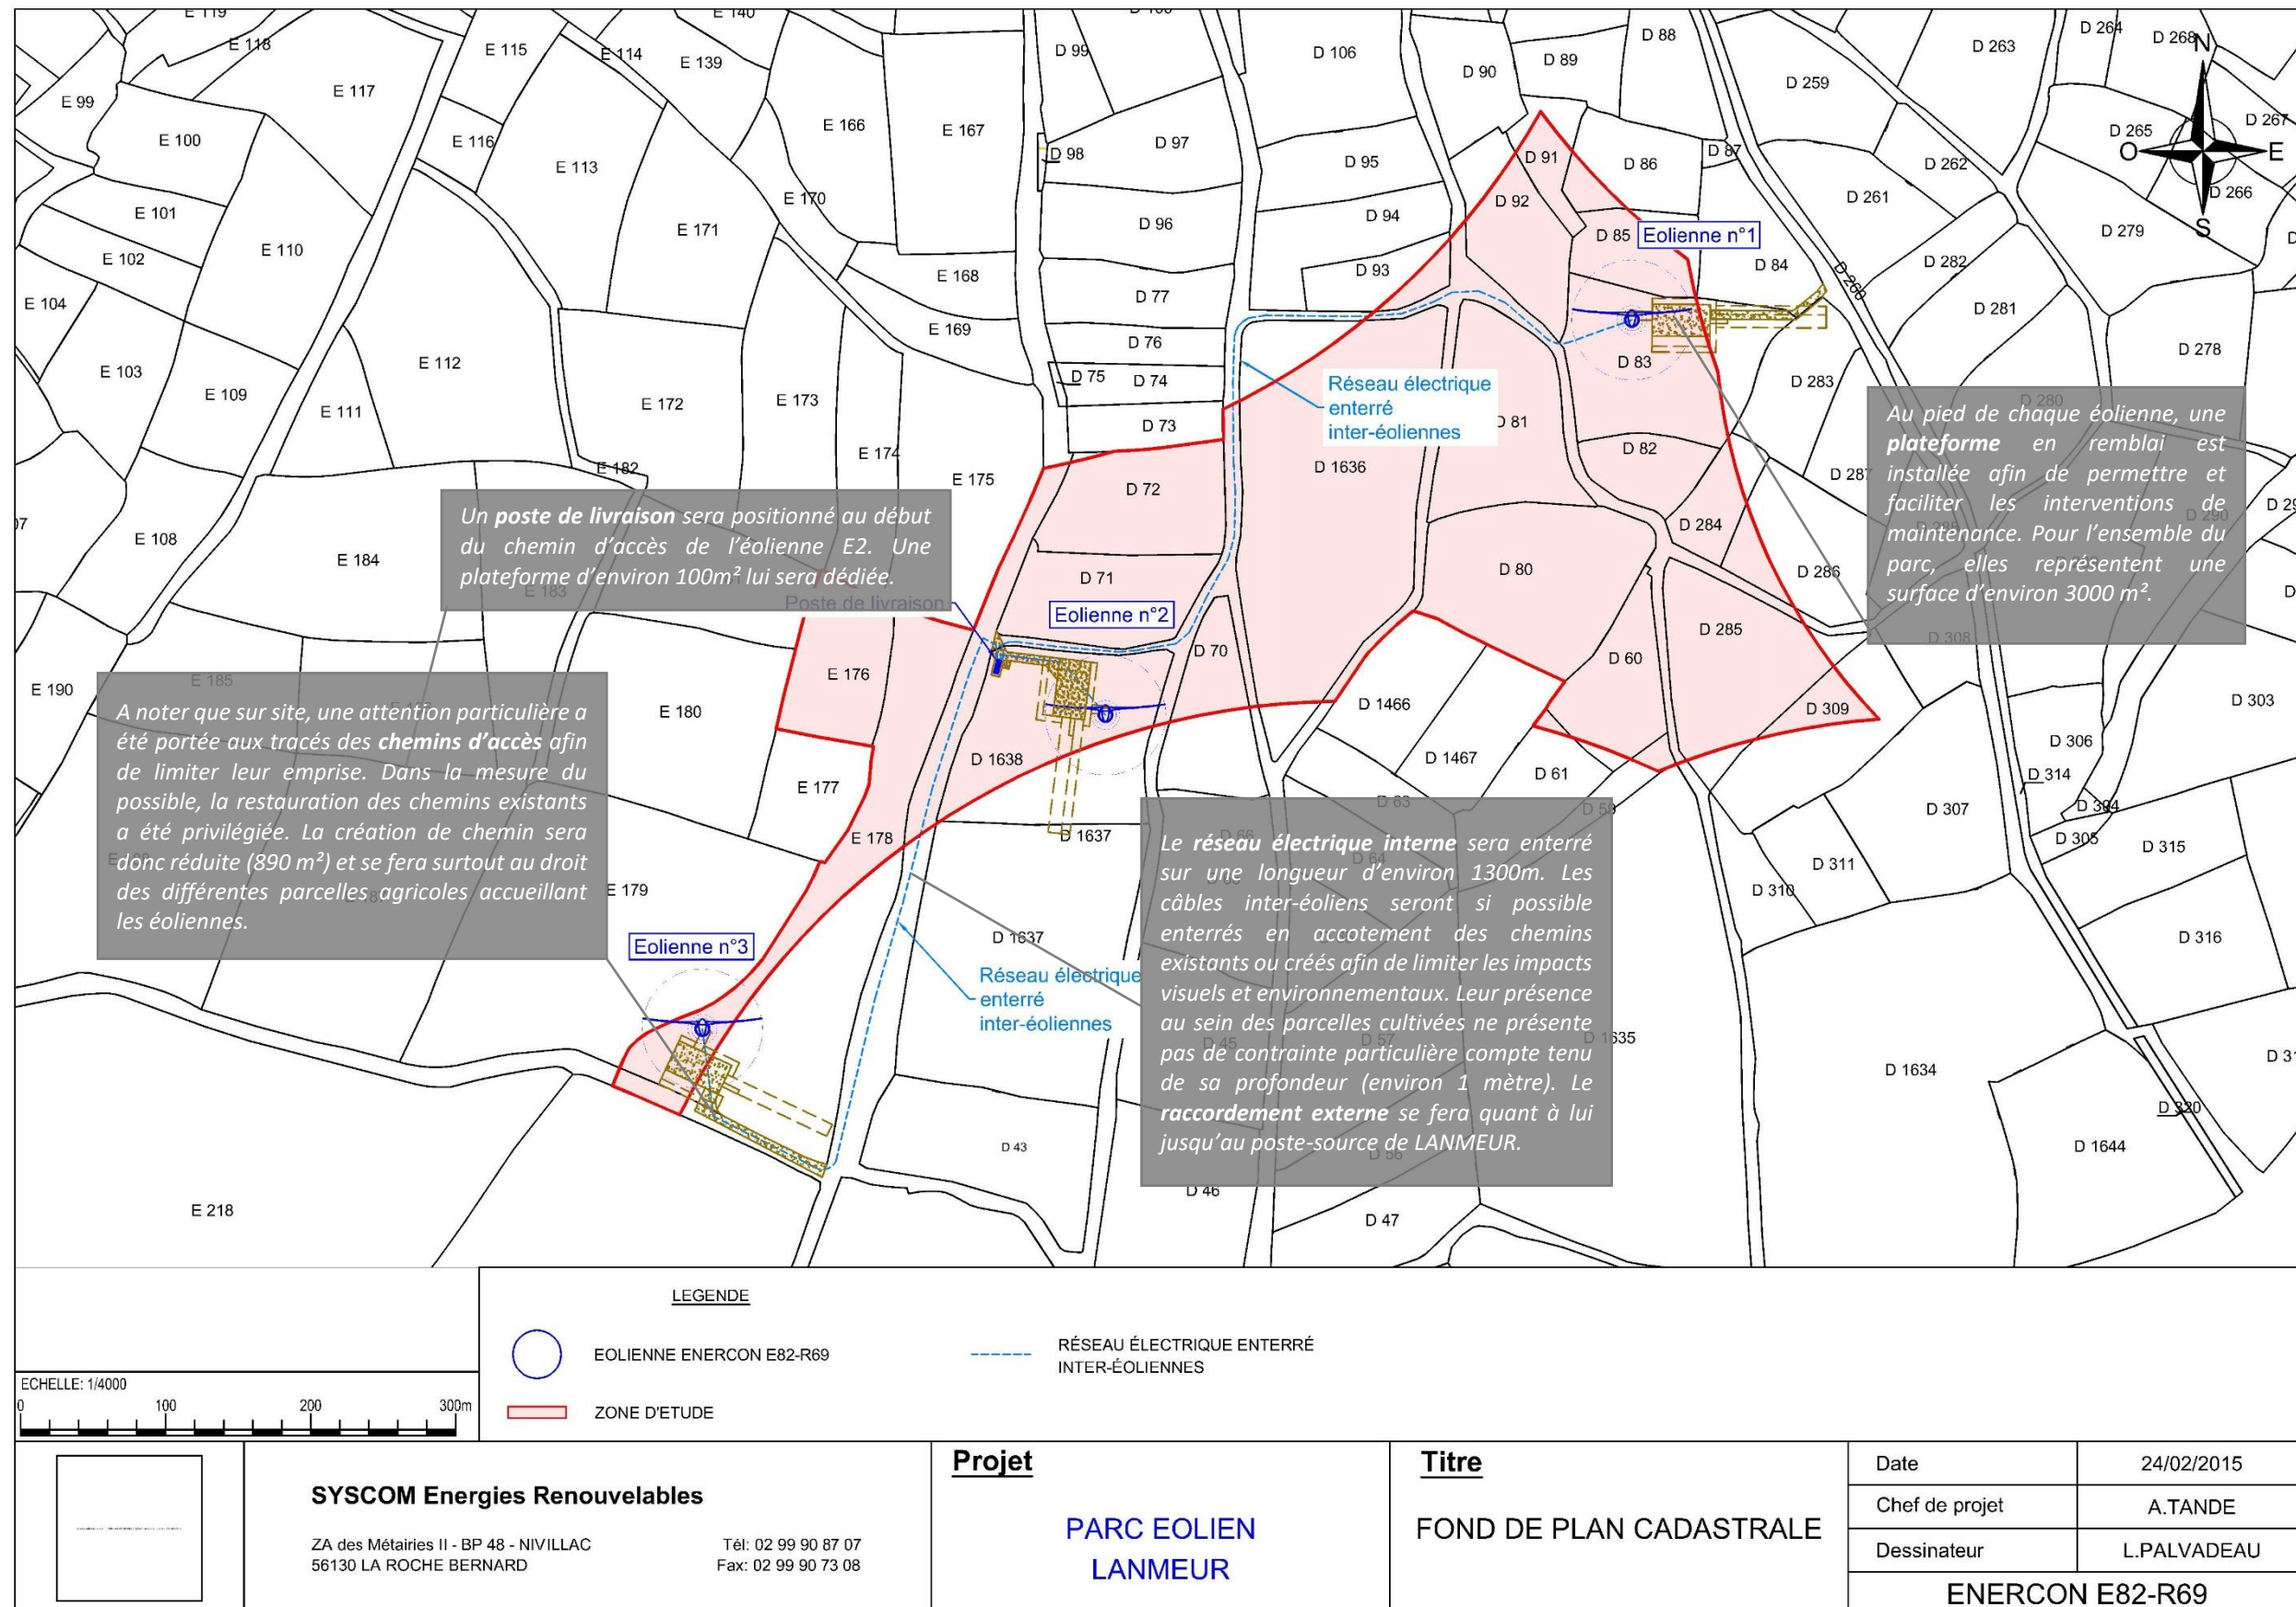 E 119
E 118
E 115
E 114
E 140
E 139
D 99
D 106
D 90
D 89
D 88
D 259
D 263
D 264
D 268
N
E 99
E 117
E 100
E 116
E 113
E 166
E 167
D 98
D 97
D 95
D 91
D 86
D 87
D 262
D 265
D 267
O
E
E 101
E 170
E 171
D 96
D 94
D 92
D 85
Eolienne n°1
D 261
D 266
S
D 279
E 102
E 110
E 168
D 93
D 84
D 260
D 282
E 104
D 77
D 281
E 103
E 109
E 112
E 169
D 76
D 278
E 111
E 172
E 173
D 75
D 74
D 83
D 283
Réseau électrique
enterré
inter-éoliennes
D 280
D 73
D 81
D 82
E 174
E 182
E 175
D 72
D 1636
D 287
D 284
D 290
Au pied de chaque éolienne, une
plateforme en remblai est
installée afin de permettre et
faciliter les interventions de
maintenance. Pour l'ensemble du
parc, elles représentent une
surface d'environ 3000 m².
Un poste de livraison sera positionné au début
du chemin d'accès de l'éolienne E2. Une
plateforme d'environ 100m² lui sera dédiée.
E 108
E 184
E 183
D 71
D 80
D 286
Poste de livraison
Eolienne n°2
D 285
D 308
E 190
E 185
E 176
E 180
D 70
D 60
D 1466
D 309
D 303
A noter que sur site, une attention particulière a
été portée aux tracés des chemins d'accès afin
de limiter leur emprise. Dans la mesure du
possible, la restauration des chemins existants
a été privilégiée. La création de chemin sera
donc réduite (890 m²) et se fera surtout au droit
des différentes parcelles agricoles accueillant
les éoliennes.
E 177
D 1638
D 1467
D 61
D 306
D 314
D 304
D 307
E 178
D 1637
D 63
D 59
D 305
D 315
E 179
D 66
D 64
D 311
D 310
D 316
Eolienne n°3
D 1637
Réseau électrique
enterré
inter-éoliennes
Le réseau électrique interne sera enterré
sur une longueur d'environ 1300m. Les
câbles inter-éoliens seront si possible
enterrés en accotement des chemins
existants ou créés afin de limiter les impacts
visuels et environnementaux. Leur présence
au sein des parcelles cultivées ne présente
pas de contrainte particulière compte tenu
de sa profondeur (environ 1 mètre). Le
raccordement externe se fera quant à lui
jusqu'au poste-source de LANMEUR.
D 45
D 57
D 1635
D 1634
D 320
D 43
D 56
D 1644
E 218
D 46
D 47
LEGENDE
EOLIENNE ENERCON E82-R69
RÉSEAU ÉLECTRIQUE ENTERRÉ
INTER-ÉOLIENNES
ZONE D'ETUDE
ECHELLE: 1/4000
0 100 200 300m
SYSCOM Energies Renouvelables
ZA des Métairies II - BP 48 - NIVILLAC
56130 LA ROCHE BERNARD
Tél: 02 99 90 87 07
Fax: 02 99 90 73 08
Projet
PARC EOLIEN
LANMEUR
Titre
FOND DE PLAN CADASTRALE
Date 24/02/2015
Chef de projet A.TANDE
Dessinateur L.PALVADEAU
ENERCON E82-R69